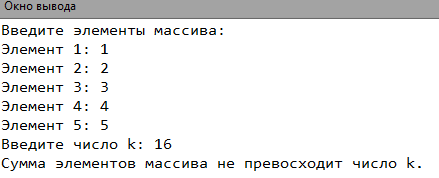 Окно вывода
Введите элементы массива:
Элемент 1: 1
Элемент 2: 2
Элемент 3: 3
Элемент 4: 4
Элемент 5: 5
Введите число k: 16
Сумма элементов массива не превосходит число k.